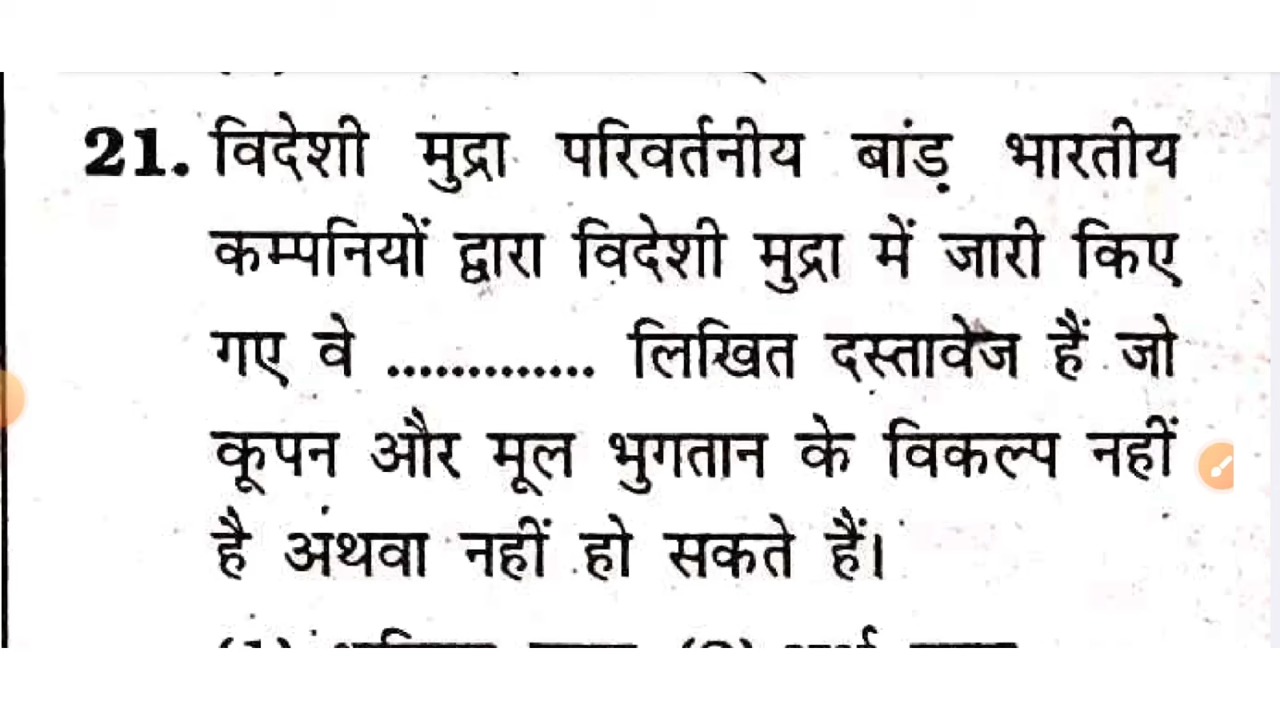 21. विदेशी मुद्रा परिवर्तनीय बांड़ भारतीय
कम्पनियों द्वारा विदेशी मुद्रा में जारी किए
गए वे ............. लिखित दस्तावेज हैं जो
कूपन और मूल भुगतान के विकल्प नहीं
है अंथवा नहीं हो सकते हैं।